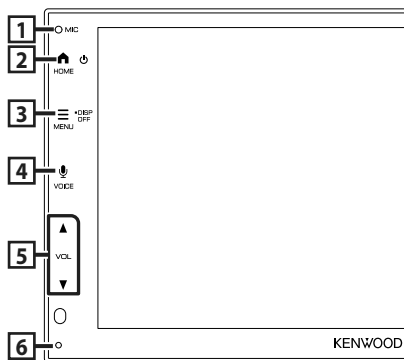 1 MIC
2
HOME
3 •DISP
OFF
MENU
4
VOICE
5 VOL
6
KENWOOD